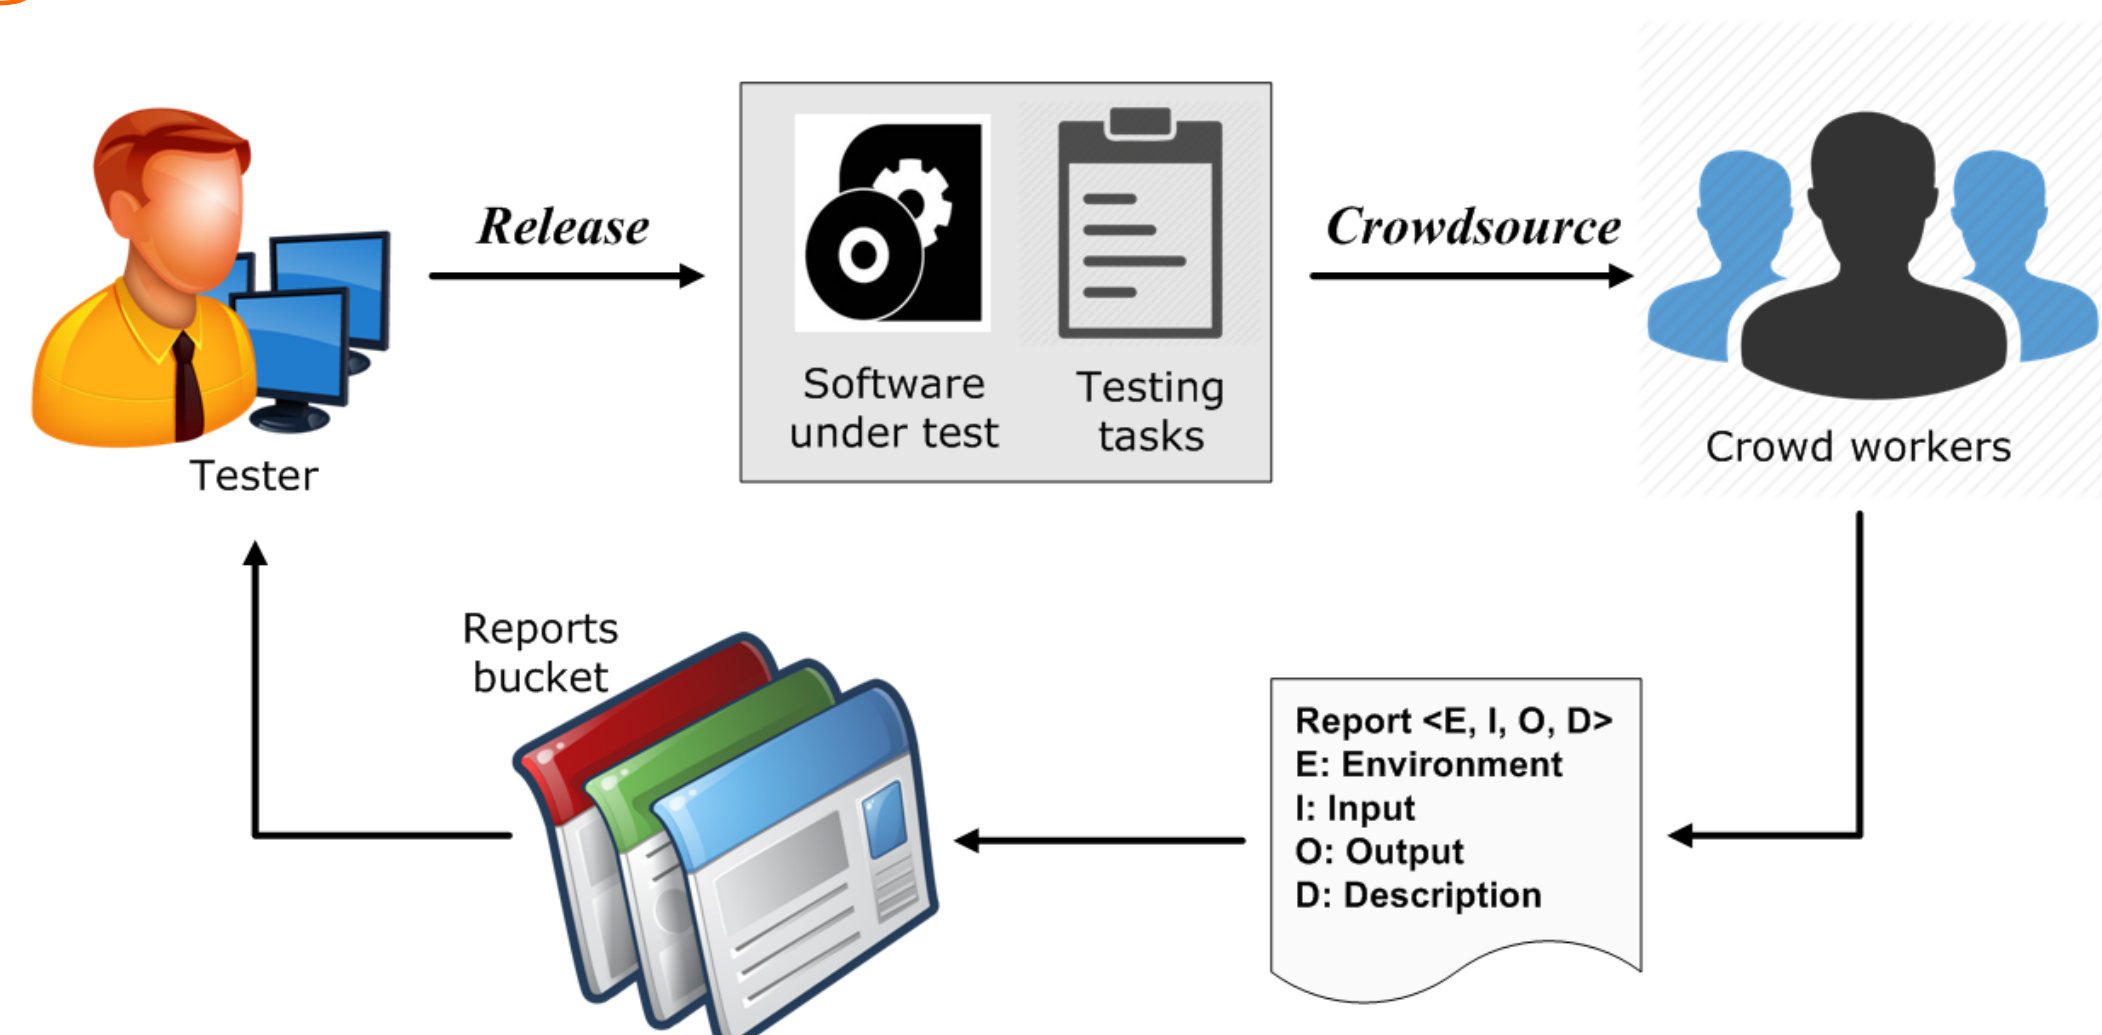 Release
Crowdsource
Software
under test
Testing
tasks
Crowd workers
Tester
Reports
bucket
Report <E, I, O, D>
E: Environment
I: Input
O: Output
D: Description